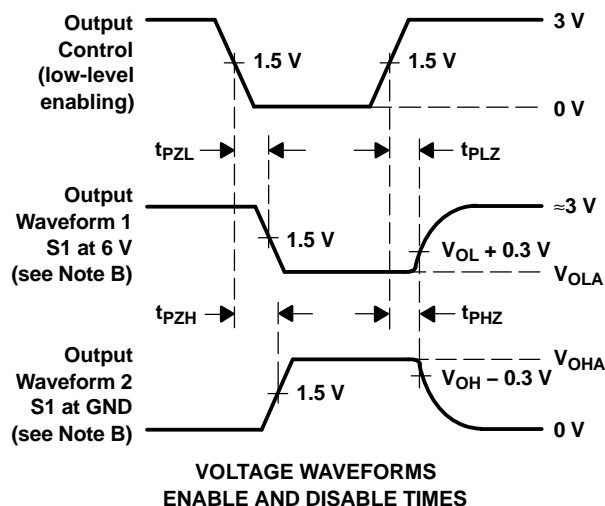 Output
Control
(low-level
enabling)
1.5 V
1.5 V
3 V
0 V
tPZL
tPLZ
Output
Waveform 1
S1 at 6 V
(see Note B)
1.5 V
≈3 V
VOL + 0.3 V
VOLA
tPZH
tPHZ
Output
Waveform 2
S1 at GND
(see Note B)
1.5 V
VOHA
VOH – 0.3 V
0 V
VOLTAGE WAVEFORMS
ENABLE AND DISABLE TIMES